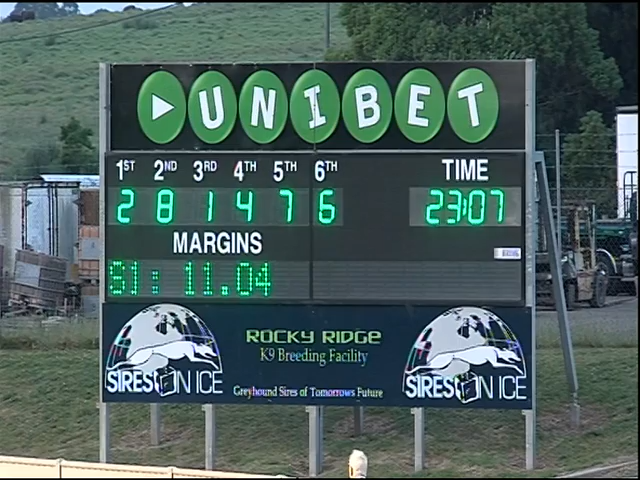 UNIBET
1ST 2ND 3RD 4TH 5TH 6TH TIME
2 8 1 4 7 6 23:07
MARGINS
S1: 11.04
ROCKY RIDGE
K9 Breeding Facility
SIRES ON ICE
Greyhound Sires of Tomorrows Future
SIRES ON ICE